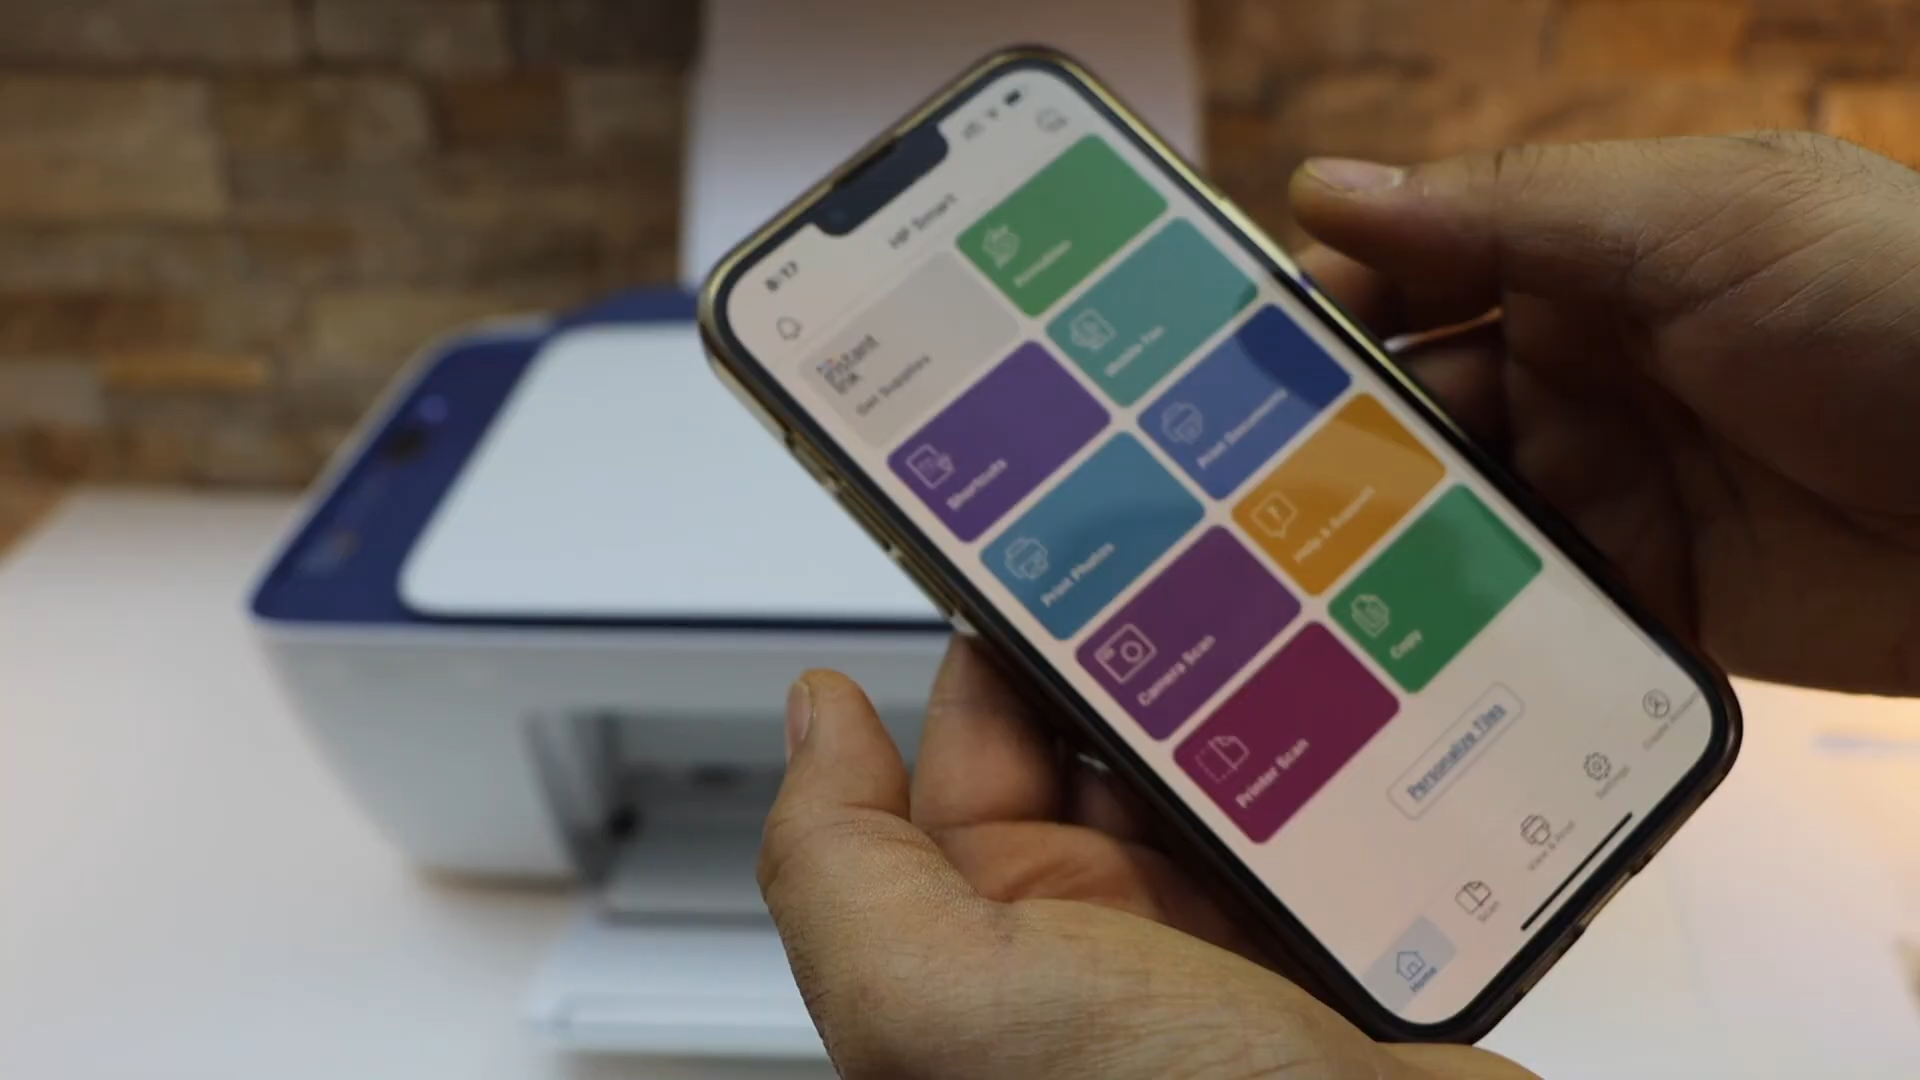 HP Smart
Instant
Ink
Get Supplies
Printables
Shortcuts
Mobile Fax
Print Photos
Print Documents
Camera Scan
Help & Support
Printer Scan
Copy
Personalize Tiles
Home
Scan
View & Print
Settings